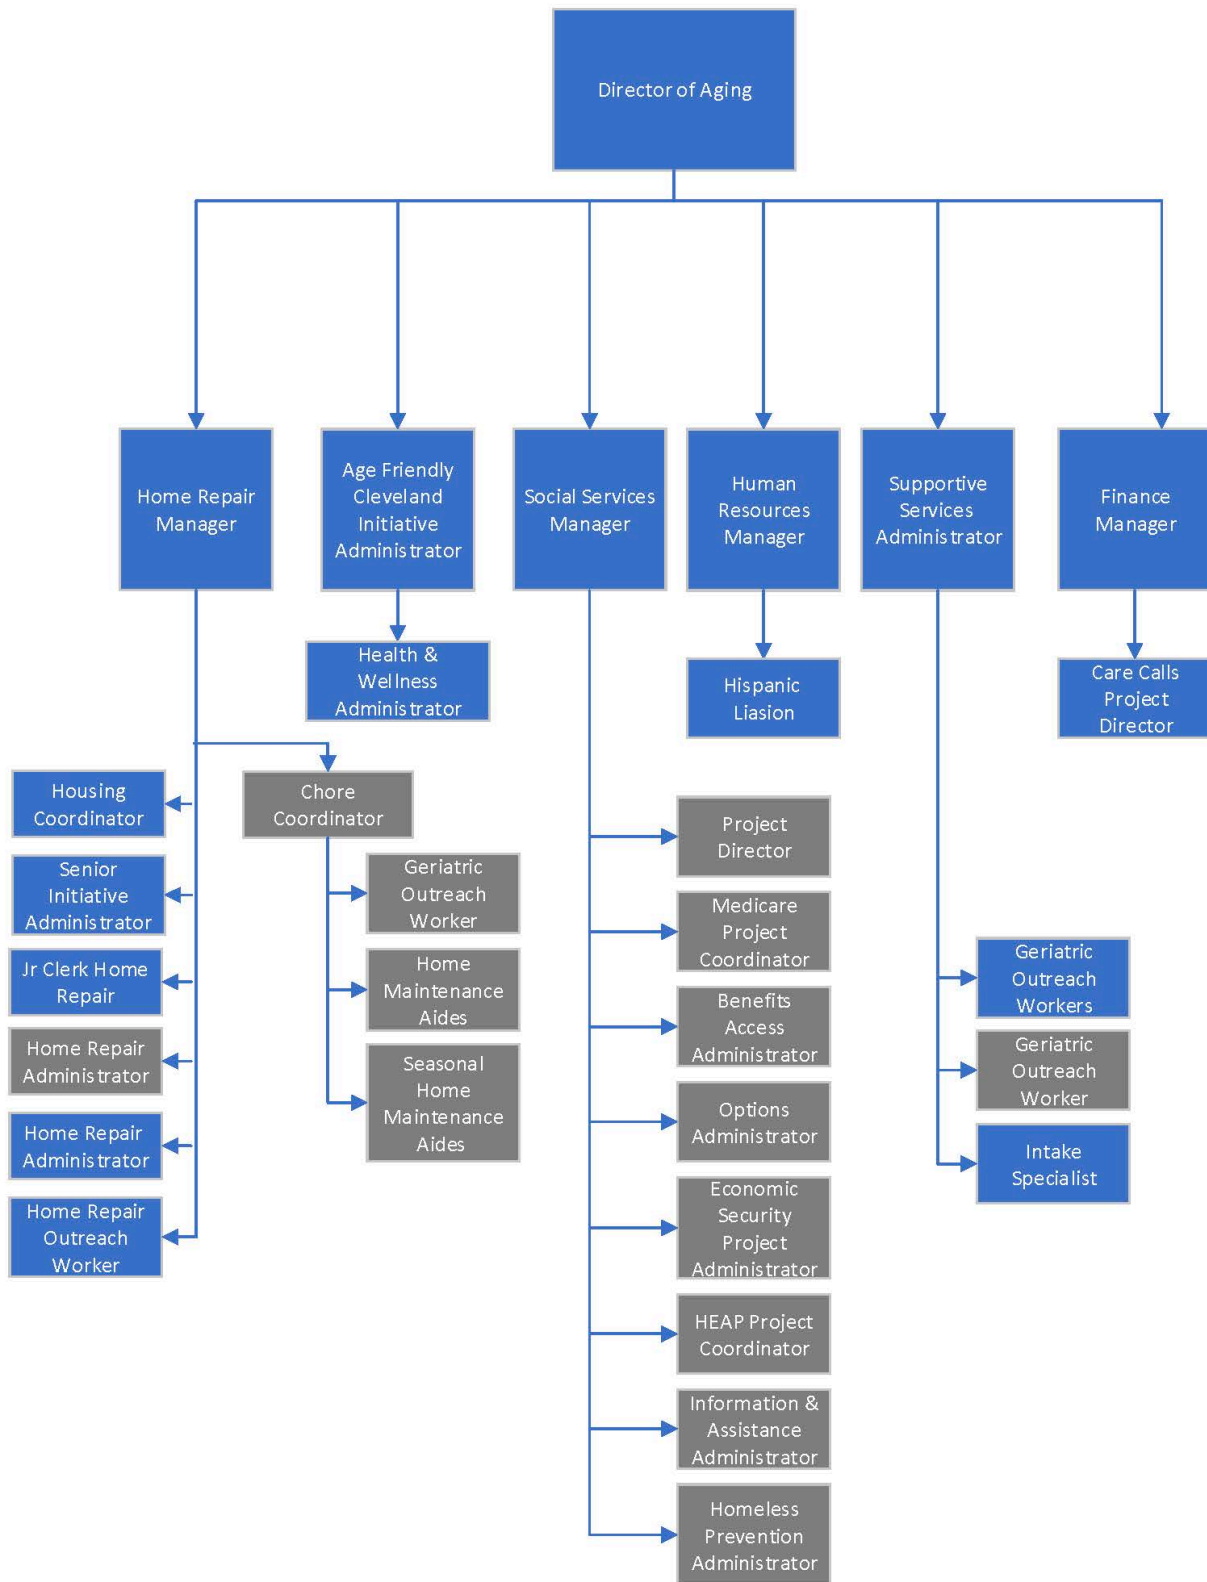 Director of Aging
Home Repair
Manager
Age Friendly
Cleveland
Initiative
Administrator
Social Services
Manager
Human
Resources
Manager
Supportive
Services
Administrator
Finance
Manager
Health &
Wellness
Administrator
Hispanic
Liasion
Care Calls
Project
Director
Housing
Coordinator
Senior
Initiative
Administrator
Jr Clerk Home
Repair
Home Repair
Administrator
Home Repair
Administrator
Home Repair
Outreach
Worker
Chore
Coordinator
Geriatric
Outreach
Worker
Home
Maintenance
Aides
Seasonal
Home
Maintenance
Aides
Project
Director
Medicare
Project
Coordinator
Benefits
Access
Administrator
Options
Administrator
Economic
Security
Project
Administrator
HEAP Project
Coordinator
Information &
Assistance
Administrator
Homeless
Prevention
Administrator
Geriatric
Outreach
Workers
Geriatric
Outreach
Worker
Intake
Specialist